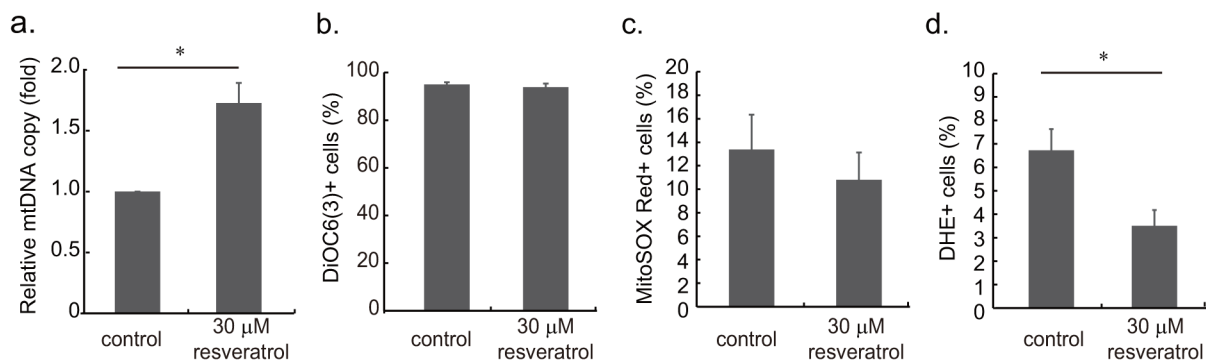 a.
Relative mtDNA copy (fold)
2.0
1.5
1.0
0.5
0
*
control
30 μM
resveratrol
b.
DiOC6(3)+ cells (%)
100
80
60
40
20
0
control
30 μM
resveratrol
c.
MitoSOX Red+ cells (%)
20
18
16
14
12
10
8
6
4
2
0
control
30 μM
resveratrol
d.
DHE+ cells (%)
10
9
8
7
6
5
4
3
2
1
0
*
control
30 μM
resveratrol